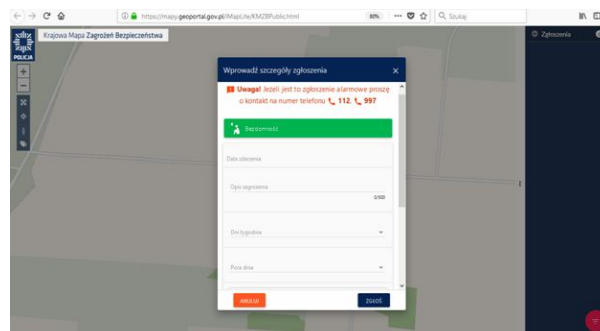 https://mapy.geoportal.gov.pl/iMapLite/KMZBPublic.html
80%
Szukaj
POLICJA
Krajowa Mapa Zagrożeń Bezpieczeństwa
Zgłoszenia
Wprowadź szczegóły zgłoszenia
Uwaga! Jeżeli jest to zgłoszenie alarmowe proszę
o kontakt na numer telefonu 112, 997
Bezdomność
Data zdarzenia
Opis zagrożenia
0/500
Dni tygodnia
Pora dnia
ANULUJ
ZGŁOŚ